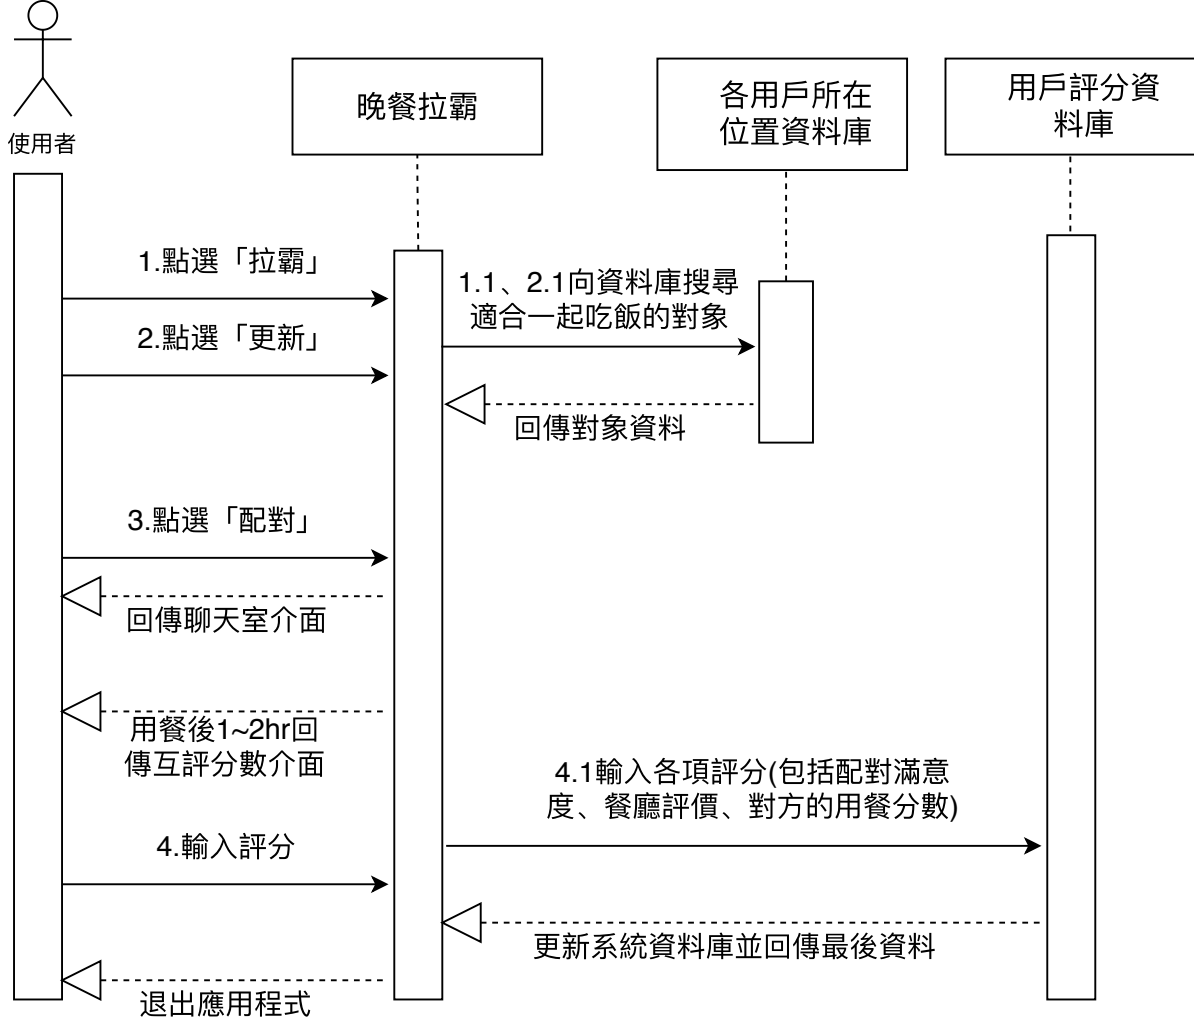 使用者
晚餐拉霸
各用戶所在
位置資料庫
用戶評分資
料庫
1.點選「拉霸」
1.1、2.1向資料庫搜尋
適合一起吃飯的對象
2.點選「更新」
回傳對象資料
3.點選「配對」
回傳聊天室介面
用餐後1~2hr回
傳互評分數介面
4.1輸入各項評分(包括配對滿意
度、餐廳評價、對方的用餐分數)
4.輸入評分
更新系統資料庫並回傳最後資料
退出應用程式